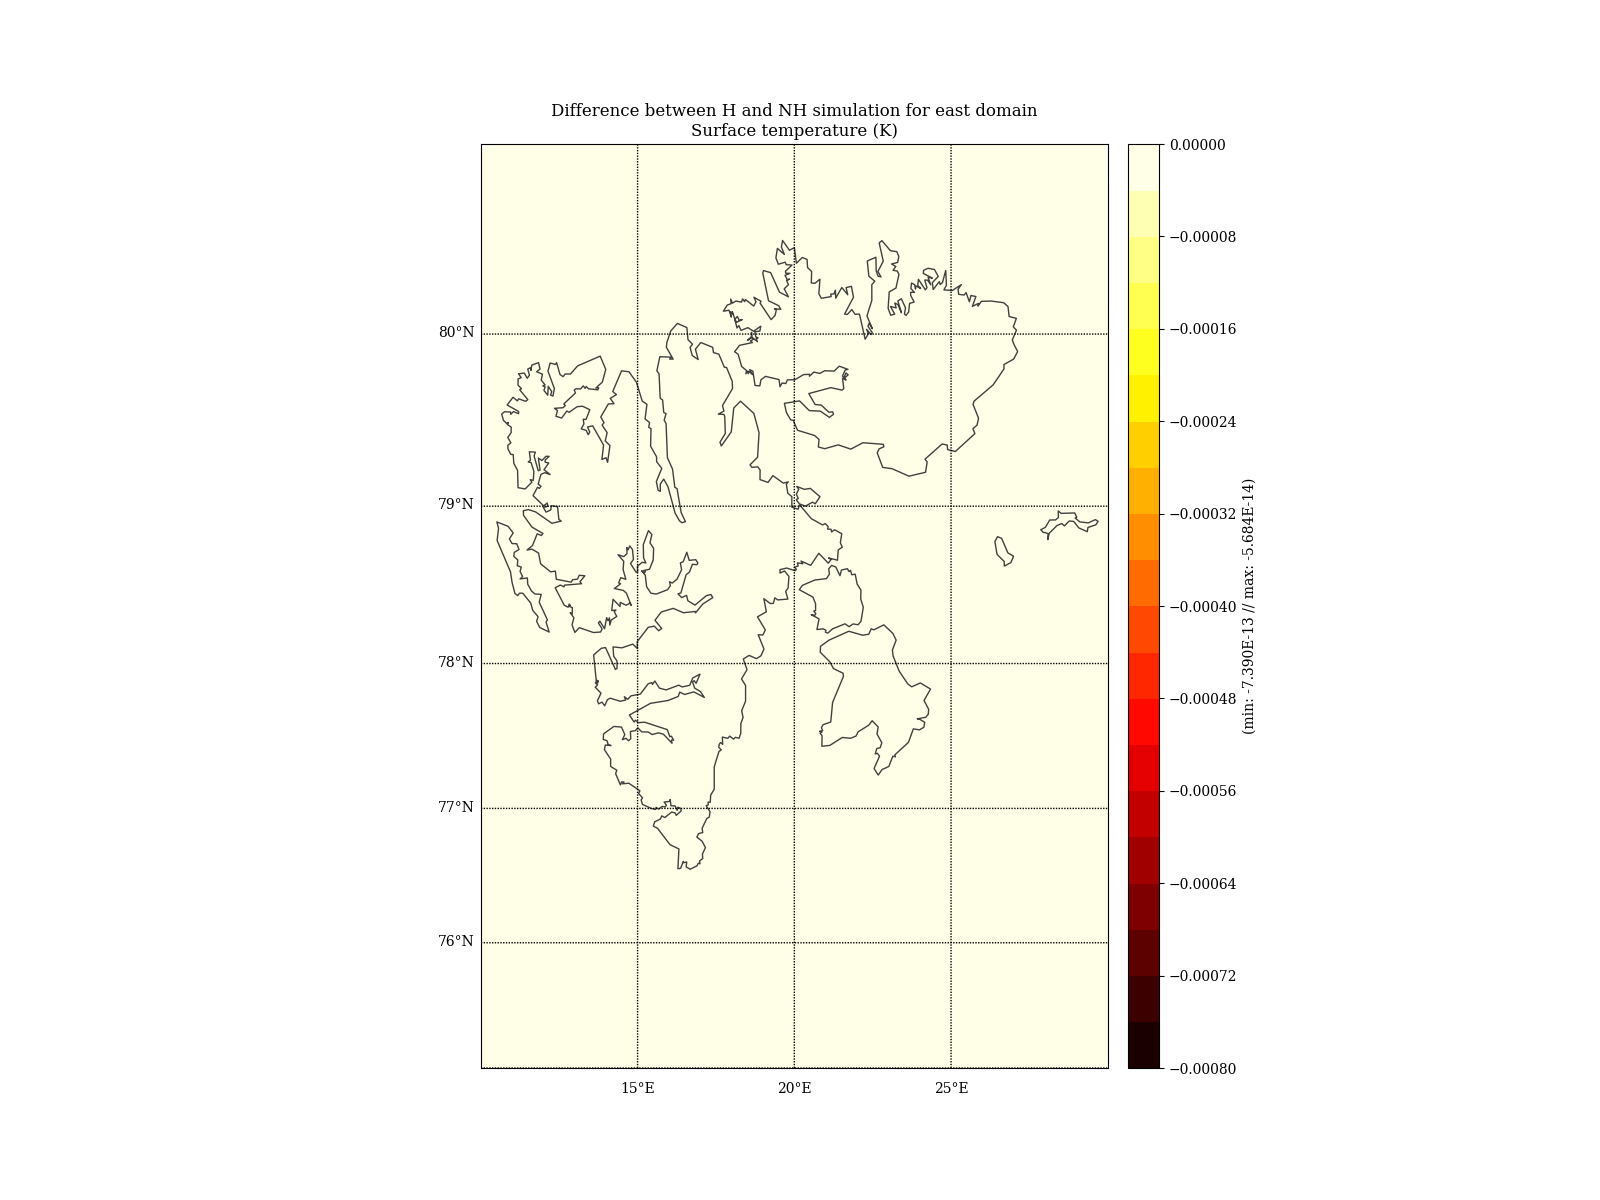 Difference between H and NH simulation for east domain
Surface temperature (K)
80°N
79°N
78°N
77°N
76°N
15°E
20°E
25°E
0.00000
−0.00008
−0.00016
−0.00024
−0.00032
−0.00040
−0.00048
−0.00056
−0.00064
−0.00072
−0.00080
(min: -7.390E-13 // max: -5.684E-14)